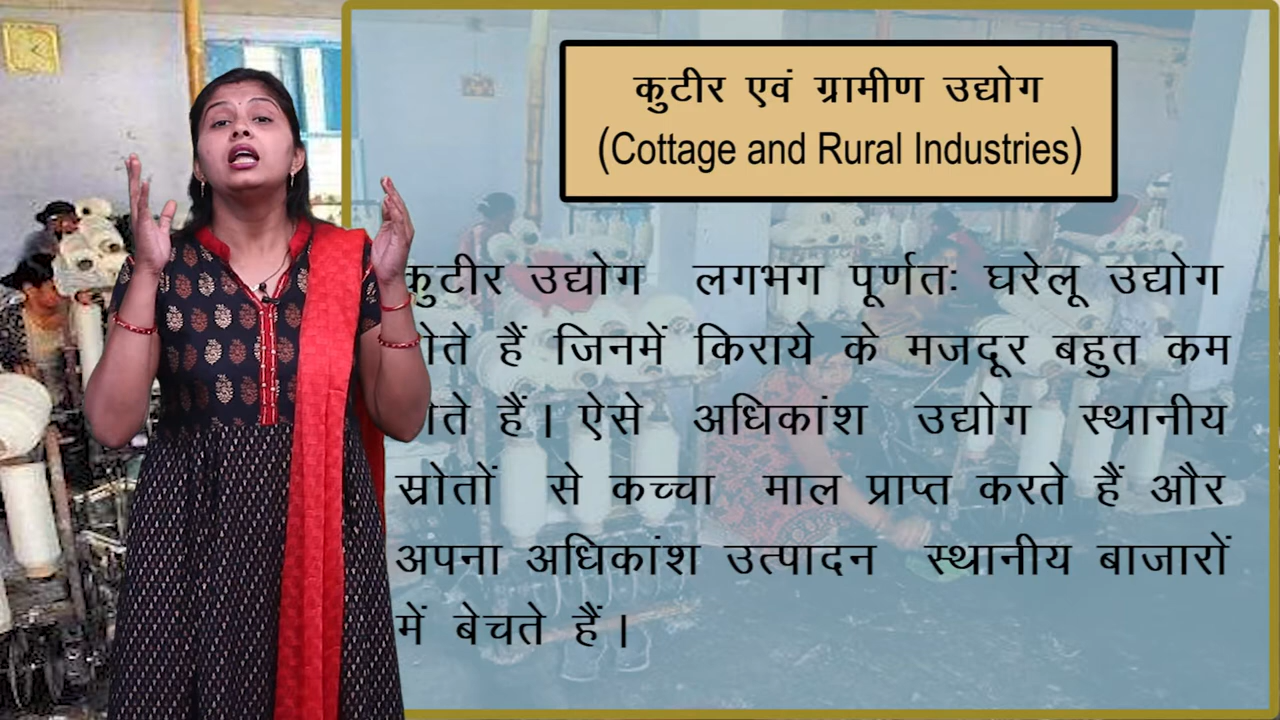 कुटीर एवं ग्रामीण उद्योग
(Cottage and Rural Industries)
कुटीर उद्योग लगभग पूर्णतः घरेलू उद्योग
होते हैं जिनमें किराये के मजदूर बहुत कम
होते हैं। ऐसे अधिकांश उद्योग स्थानीय
स्रोतों से कच्चा माल प्राप्त करते हैं और
अपना अधिकांश उत्पादन स्थानीय बाजारों
में बेचते हैं।